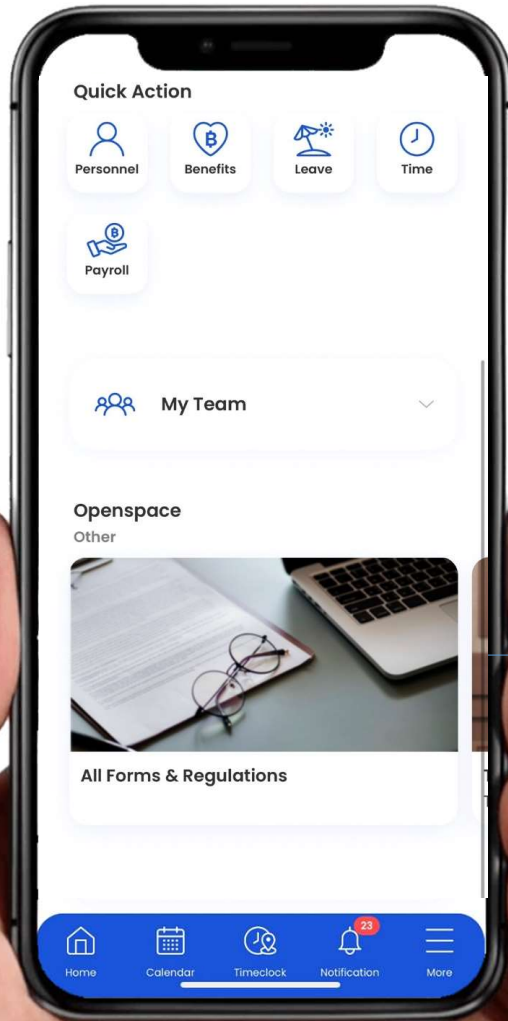 Quick Action
Personnel
Benefits
Leave
Time
Payroll
My Team
Openspace
Other
All Forms & Regulations
23
Home
Calendar
Timeclock
Notification
More